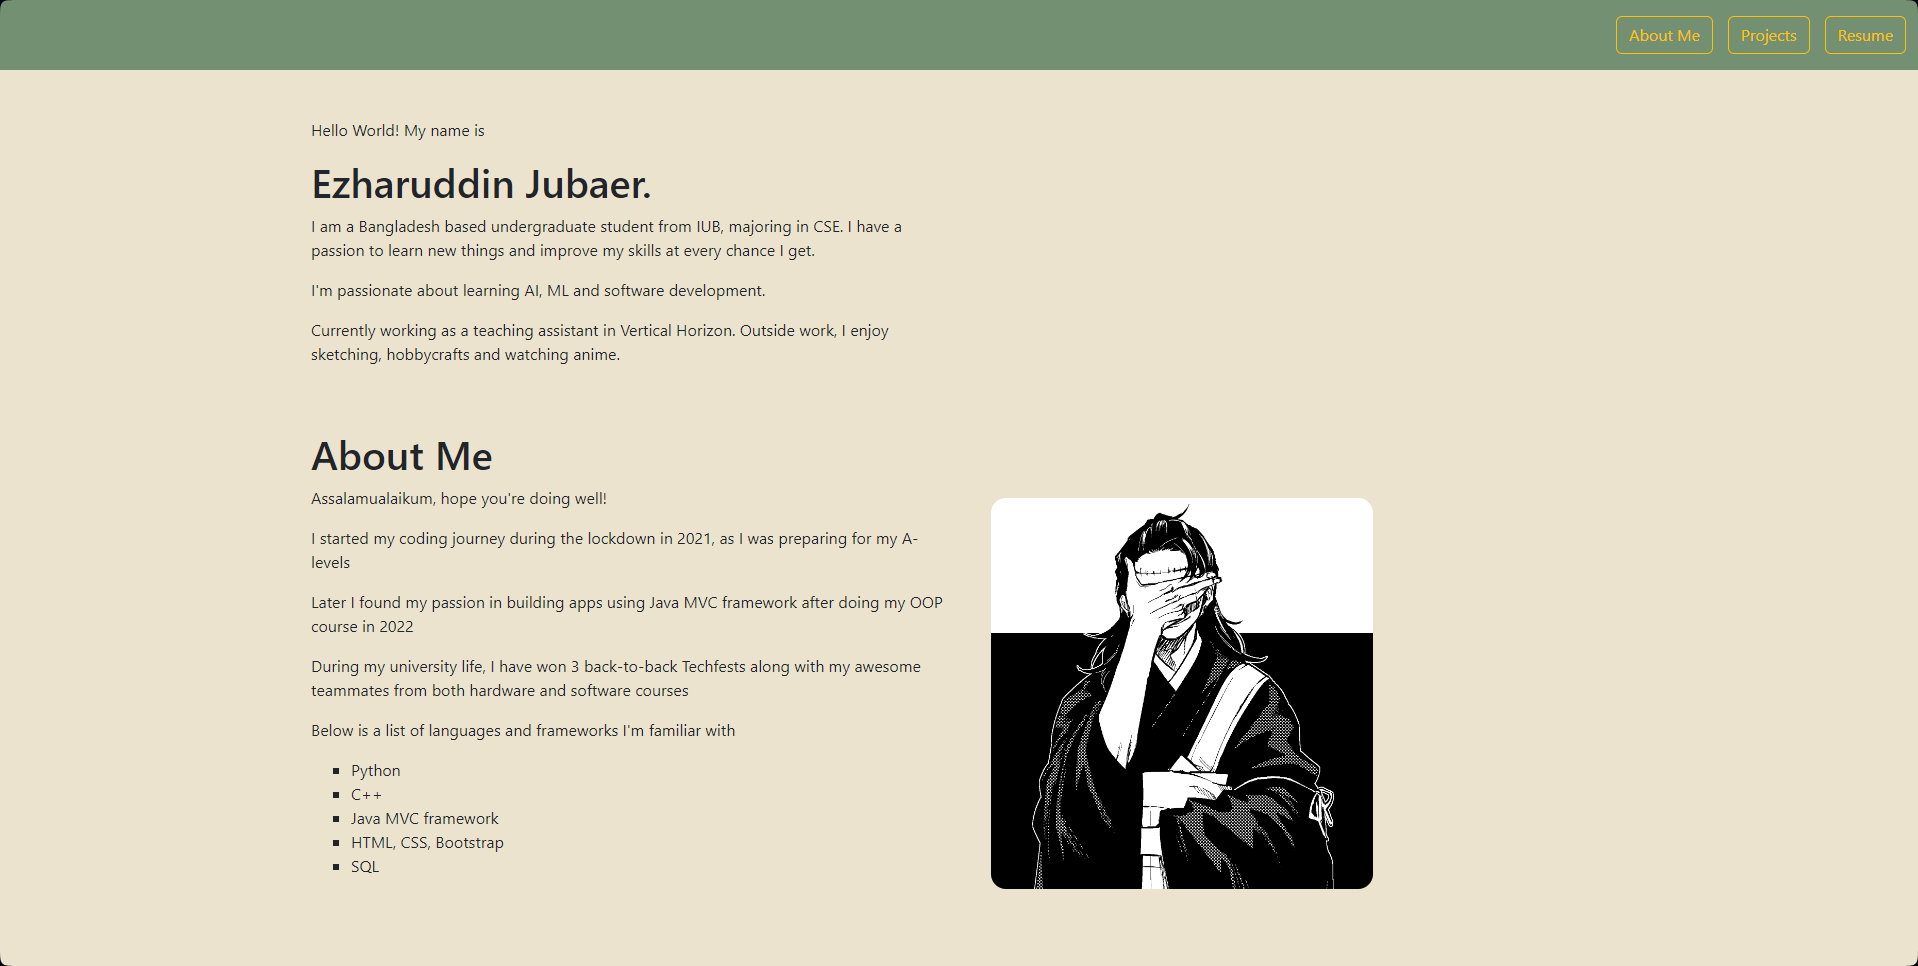 About Me
Projects
Resume
Hello World! My name is
Ezharuddin Jubaer.
I am a Bangladesh based undergraduate student from IUB, majoring in CSE. I have a
passion to learn new things and improve my skills at every chance I get.
I'm passionate about learning AI, ML and software development.
Currently working as a teaching assistant in Vertical Horizon. Outside work, I enjoy
sketching, hobbycrafts and watching anime.
About Me
Assalamualaikum, hope you're doing well!
I started my coding journey during the lockdown in 2021, as I was preparing for my A-
levels
Later I found my passion in building apps using Java MVC framework after doing my OOP
course in 2022
During my university life, I have won 3 back-to-back Techfests along with my awesome
teammates from both hardware and software courses
Below is a list of languages and frameworks I'm familiar with
Python
C++
Java MVC framework
HTML, CSS, Bootstrap
SQL